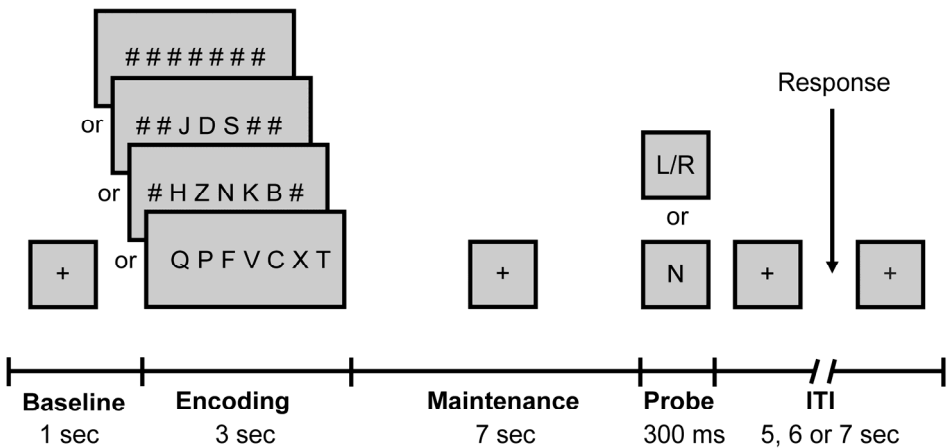 # # # # # # #
or
# # J D S # #
or
# H Z N K B #
or
Q P F V C X T
+
+
L/R
or
N
+
Response
+
Baseline
1 sec
Encoding
3 sec
Maintenance
7 sec
Probe
300 ms
ITI
5, 6 or 7 sec